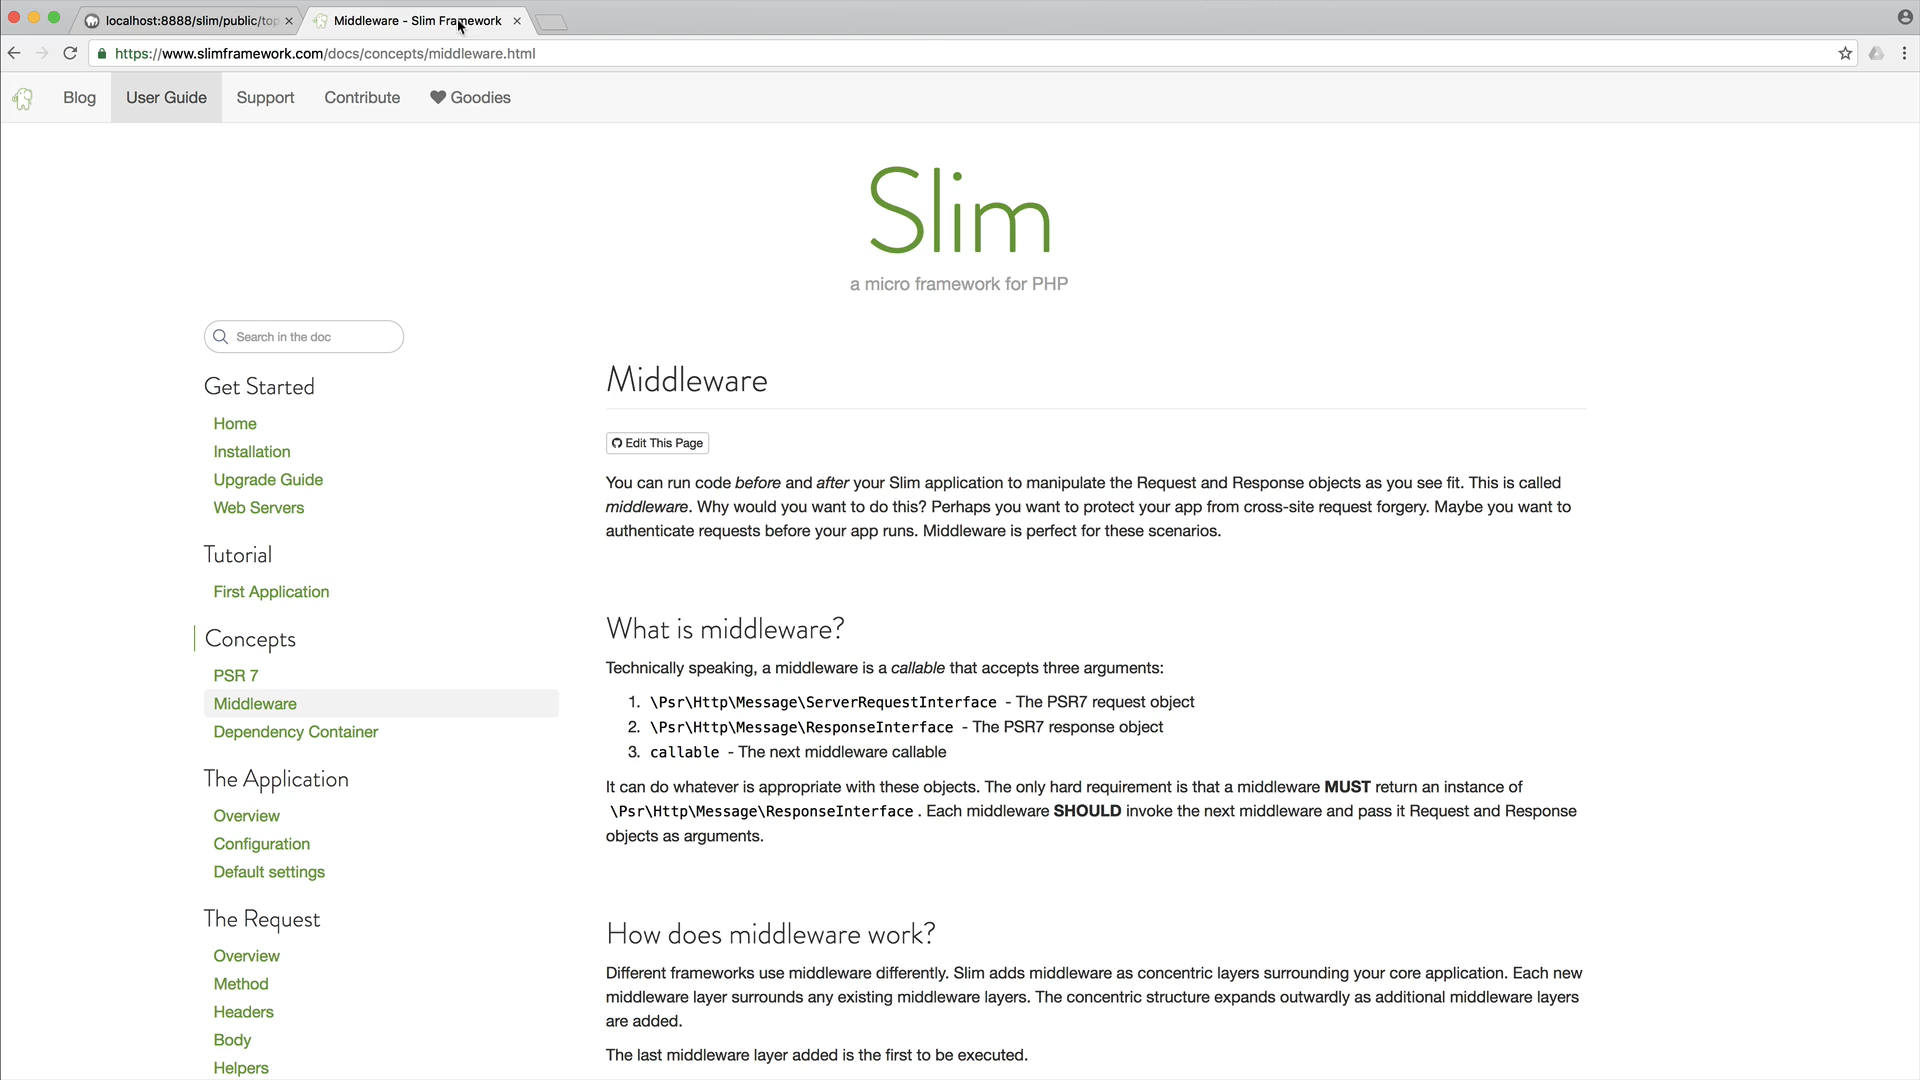 localhost:8888/slim/public/top
Middleware - Slim Framework
https://www.slimframework.com/docs/concepts/middleware.html
Blog
User Guide
Support
Contribute
Goodies
Slim
a micro framework for PHP
Search in the doc
Get Started
Home
Installation
Upgrade Guide
Web Servers
Tutorial
First Application
Concepts
PSR 7
Middleware
Dependency Container
The Application
Overview
Configuration
Default settings
The Request
Overview
Method
Headers
Body
Helpers
Middleware
Edit This Page
You can run code before and after your Slim application to manipulate the Request and Response objects as you see fit. This is called
middleware. Why would you want to do this? Perhaps you want to protect your app from cross-site request forgery. Maybe you want to
authenticate requests before your app runs. Middleware is perfect for these scenarios.
What is middleware?
Technically speaking, a middleware is a callable that accepts three arguments:
1. \Psr\Http\Message\ServerRequestInterface - The PSR7 request object
2. \Psr\Http\Message\ResponseInterface - The PSR7 response object
3. callable - The next middleware callable
It can do whatever is appropriate with these objects. The only hard requirement is that a middleware MUST return an instance of
\Psr\Http\Message\ResponseInterface . Each middleware SHOULD invoke the next middleware and pass it Request and Response
objects as arguments.
How does middleware work?
Different frameworks use middleware differently. Slim adds middleware as concentric layers surrounding your core application. Each new
middleware layer surrounds any existing middleware layers. The concentric structure expands outwardly as additional middleware layers
are added.
The last middleware layer added is the first to be executed.